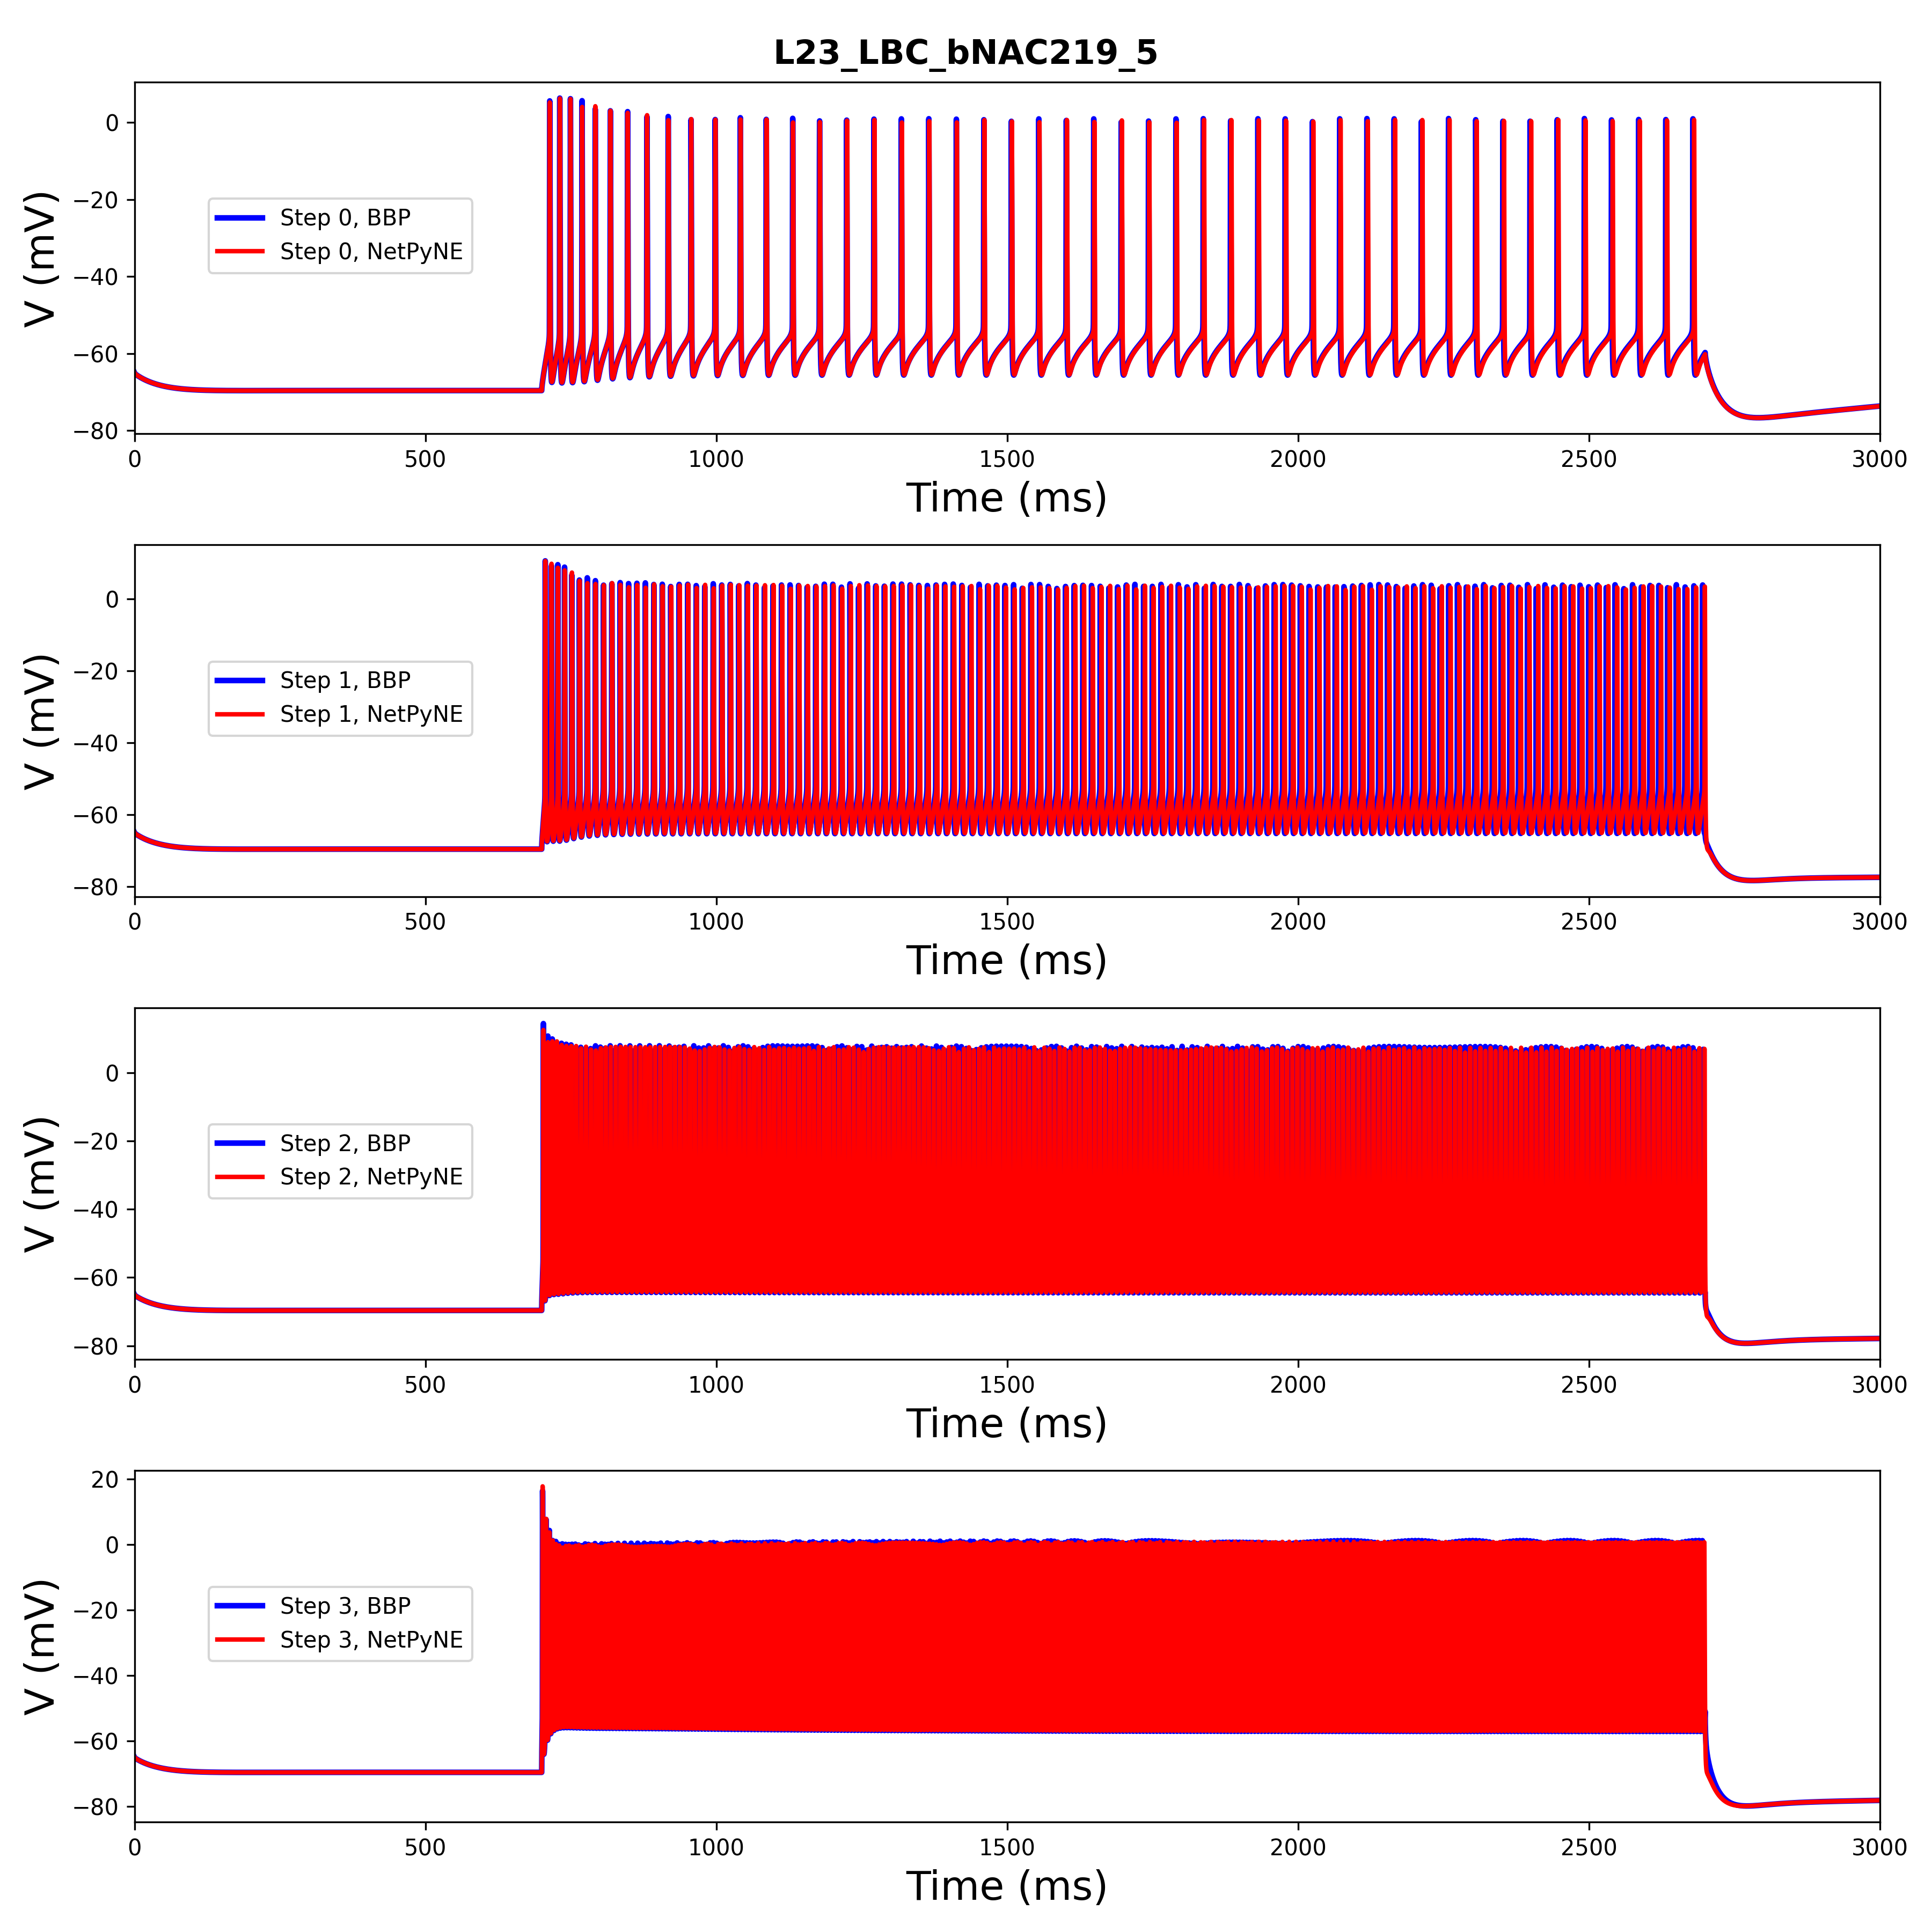 L23_LBC_bNAC219_5
0
−20
−40
−60
−80
V (mV)
Step 0, BBP
Step 0, NetPyNE
0 500 1000 1500 2000 2500 3000
Time (ms)
0
−20
−40
−60
−80
V (mV)
Step 1, BBP
Step 1, NetPyNE
0 500 1000 1500 2000 2500 3000
Time (ms)
0
−20
−40
−60
−80
V (mV)
Step 2, BBP
Step 2, NetPyNE
0 500 1000 1500 2000 2500 3000
Time (ms)
20
0
−20
−40
−60
−80
V (mV)
Step 3, BBP
Step 3, NetPyNE
0 500 1000 1500 2000 2500 3000
Time (ms)